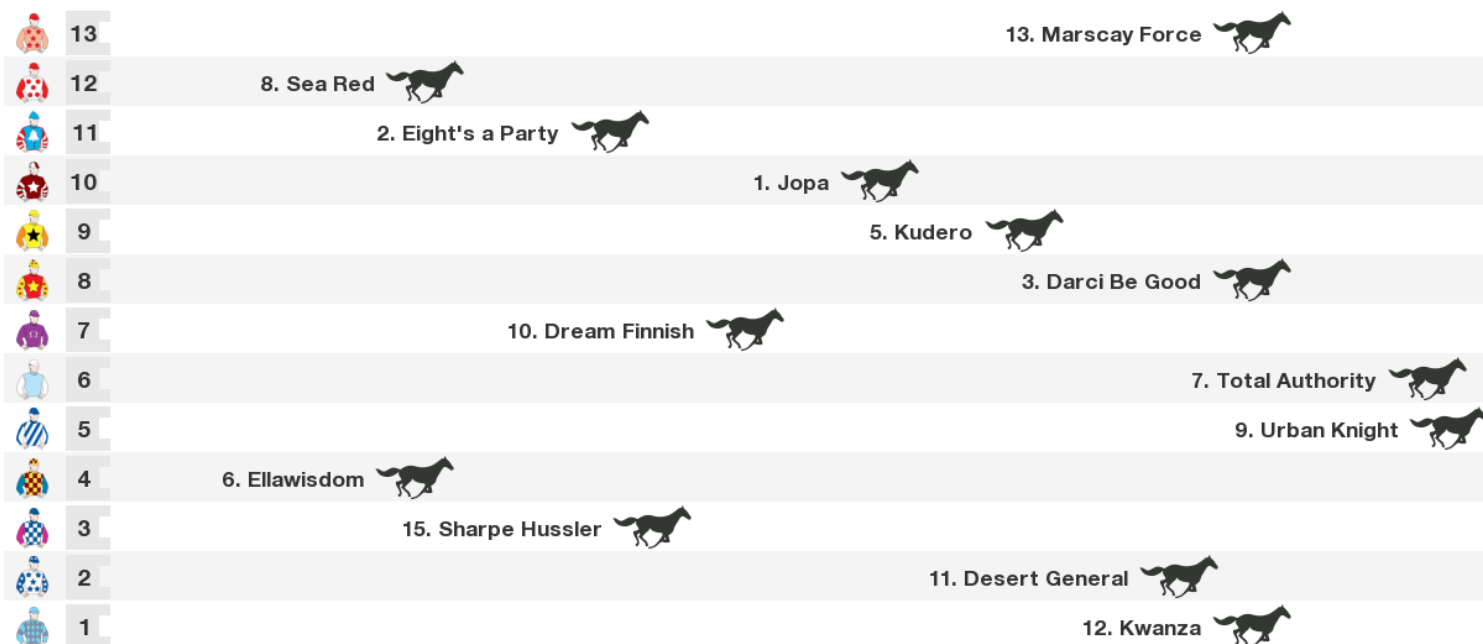 13 13. Marscay Force
12 8. Sea Red
11 2. Eight's a Party
10 1. Jopa
9 5. Kudero
8 3. Darci Be Good
7 10. Dream Finnish
6 7. Total Authority
5 9. Urban Knight
4 6. Ellawisdom
3 15. Sharpe Hussler
2 11. Desert General
1 12. Kwanza